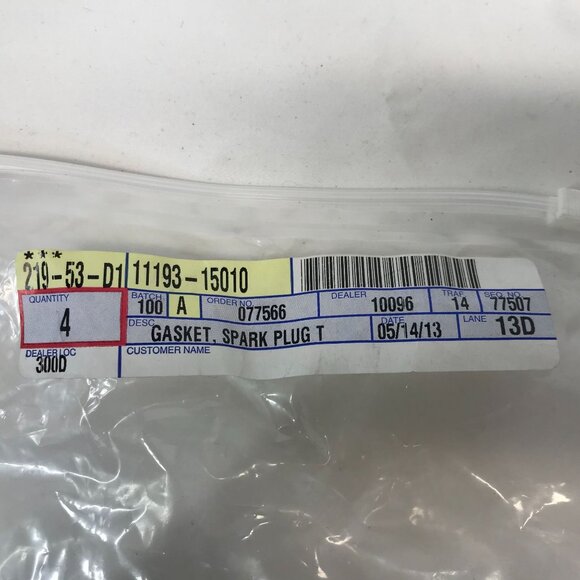 ***
219-53-D1 11193-15010
QUANTITY BATCH ORDER NO. DEALER TRAF SEQ NO.
4 100 A 077566 10096 14 77507
DESC GASKET, SPARK PLUG T DATE 05/14/13 LANE 13D
DEALER LOC CUSTOMER NAME
300D